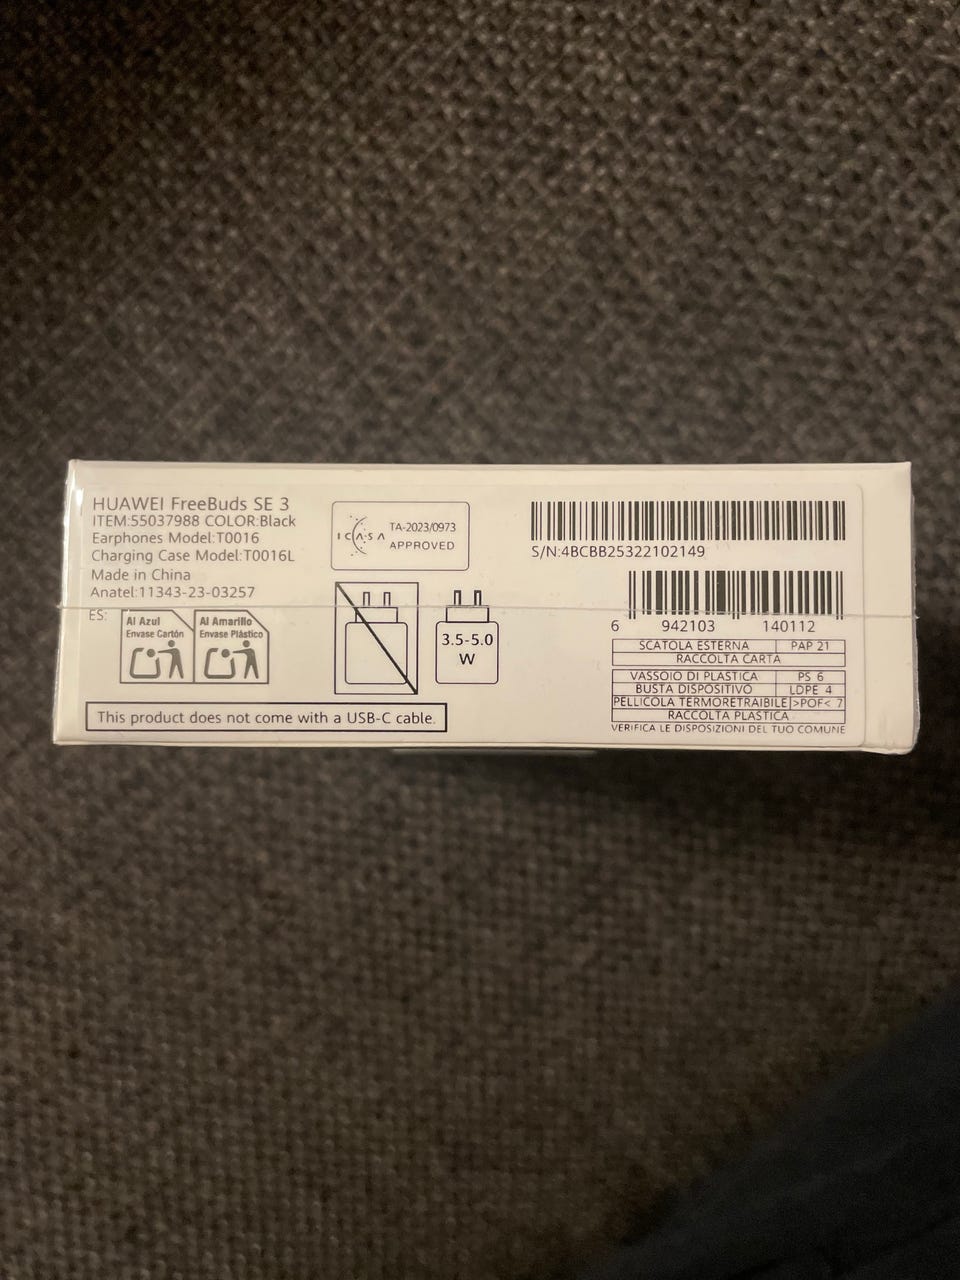 HUAWEI FreeBuds SE 3
ITEM:55037988 COLOR:Black
Earphones Model:T0016
Charging Case Model:T0016L
Made in China
Anatel:11343-23-03257
ES:
Al Azul
Envase Cartón
Al Amarillo
Envase Plástico
This product does not come with a USB-C cable.
ICASA
TA-2023/0973
APPROVED
3.5-5.0
W
S/N:4BCBB25322102149
6 942103 140112
SCATOLA ESTERNA PAP 21
RACCOLTA CARTA
VASSOIO DI PLASTICA PS 6
BUSTA DISPOSITIVO LDPE 4
PELLICOLA TERMORETRAIBILE >POF< 7
RACCOLTA PLASTICA
VERIFICA LE DISPOSIZIONI DEL TUO COMUNE